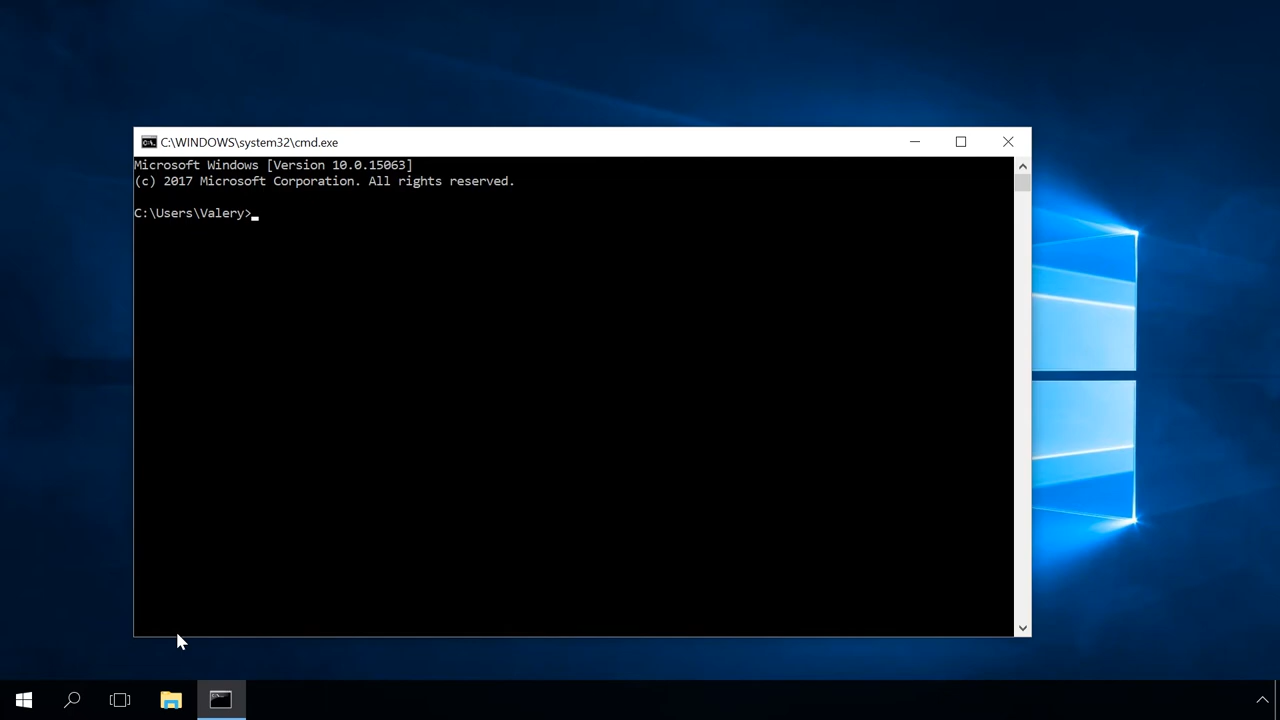 C:\WINDOWS\system32\cmd.exe
Microsoft Windows [Version 10.0.15063]
(c) 2017 Microsoft Corporation. All rights reserved.
C:\Users\Valery>